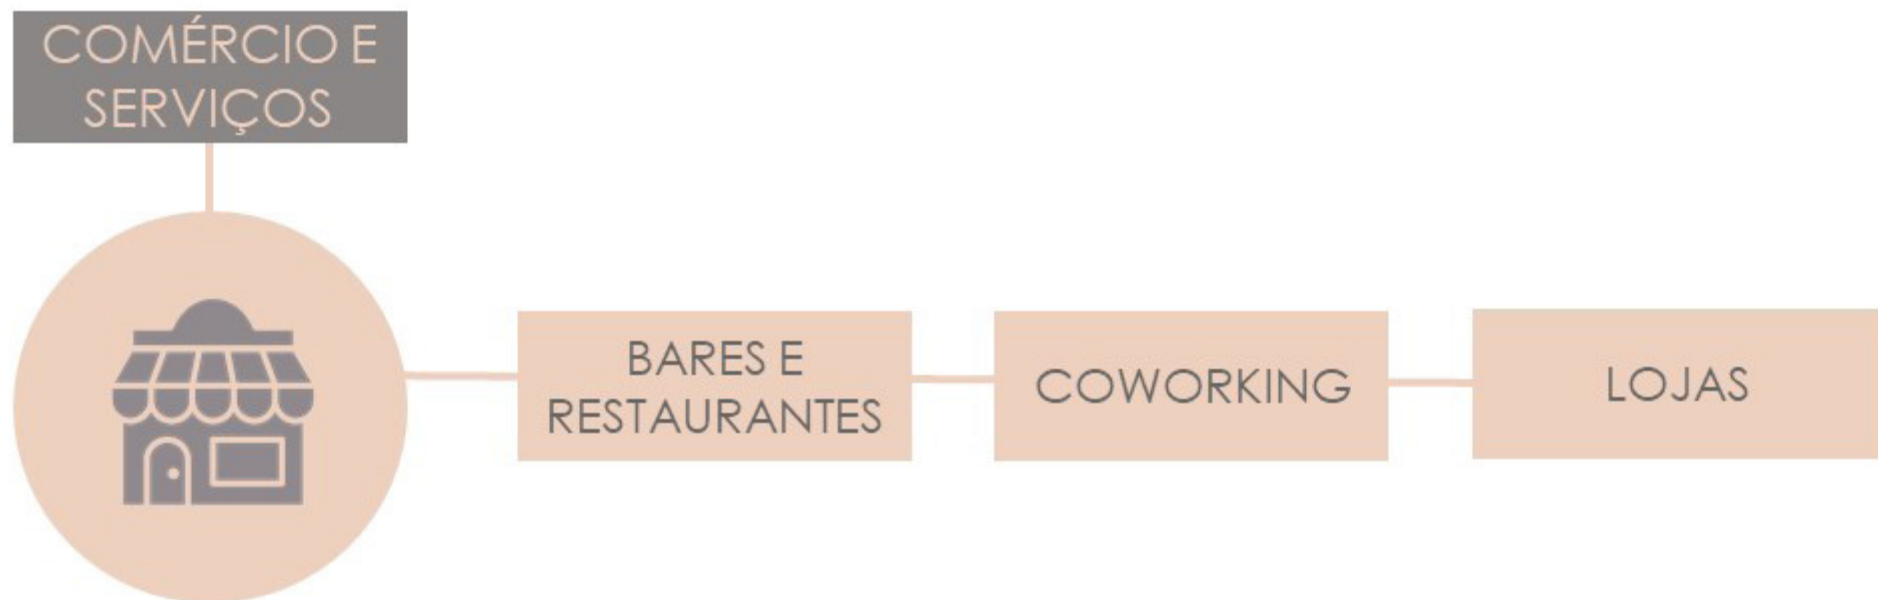 COMÉRCIO E
SERVIÇOS
BARES E
RESTAURANTES
COWORKING
LOJAS